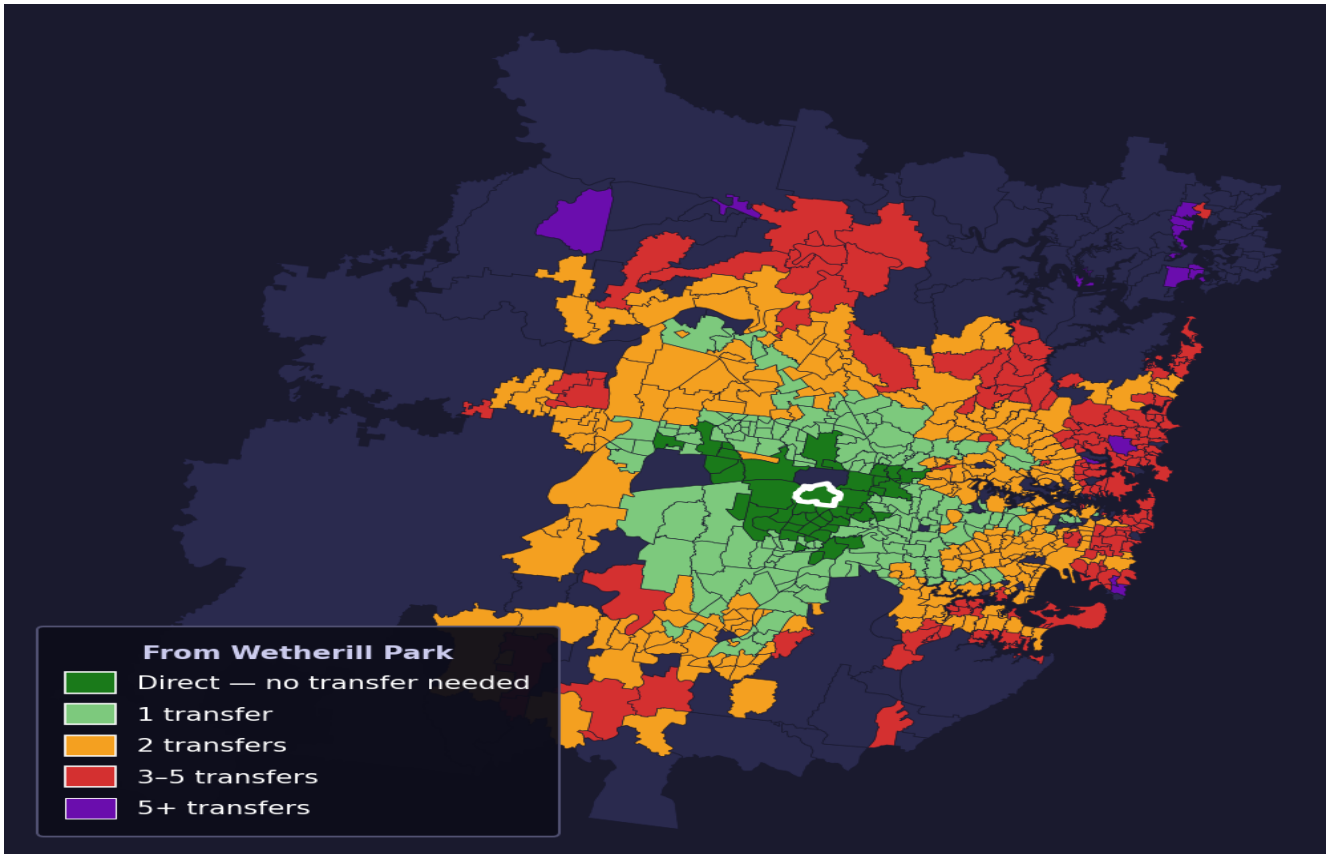 From Wetherill Park
Direct — no transfer needed
1 transfer
2 transfers
3–5 transfers
5+ transfers